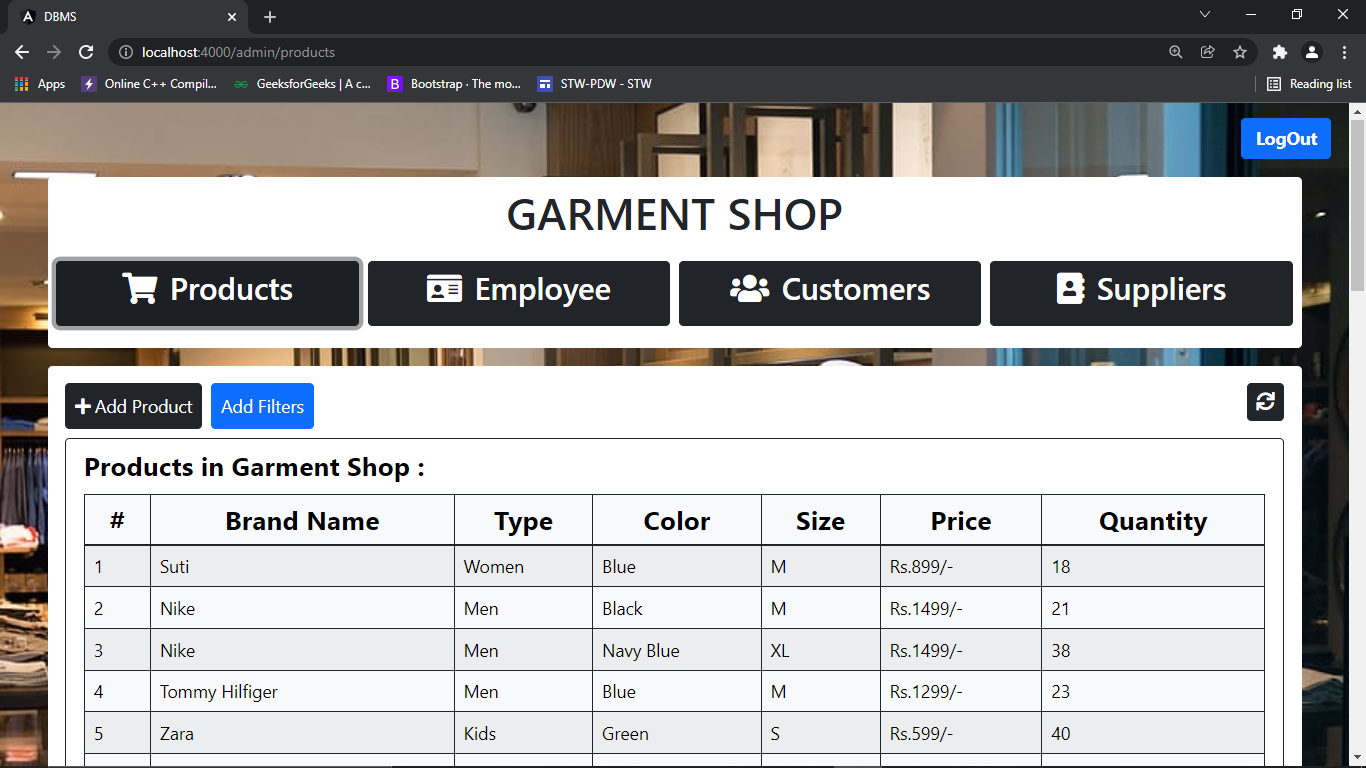 DBMS
localhost:4000/admin/products
Apps Online C++ Compil... GeeksforGeeks | A c... Bootstrap · The mo... STW-PDW - STW Reading list
LogOut
GARMENT SHOP
Products Employee Customers Suppliers
Add Product Add Filters
Products in Garment Shop :
# Brand Name Type Color Size Price Quantity
1 Suti Women Blue M Rs.899/- 18
2 Nike Men Black M Rs.1499/- 21
3 Nike Men Navy Blue XL Rs.1499/- 38
4 Tommy Hilfiger Men Blue M Rs.1299/- 23
5 Zara Kids Green S Rs.599/- 40